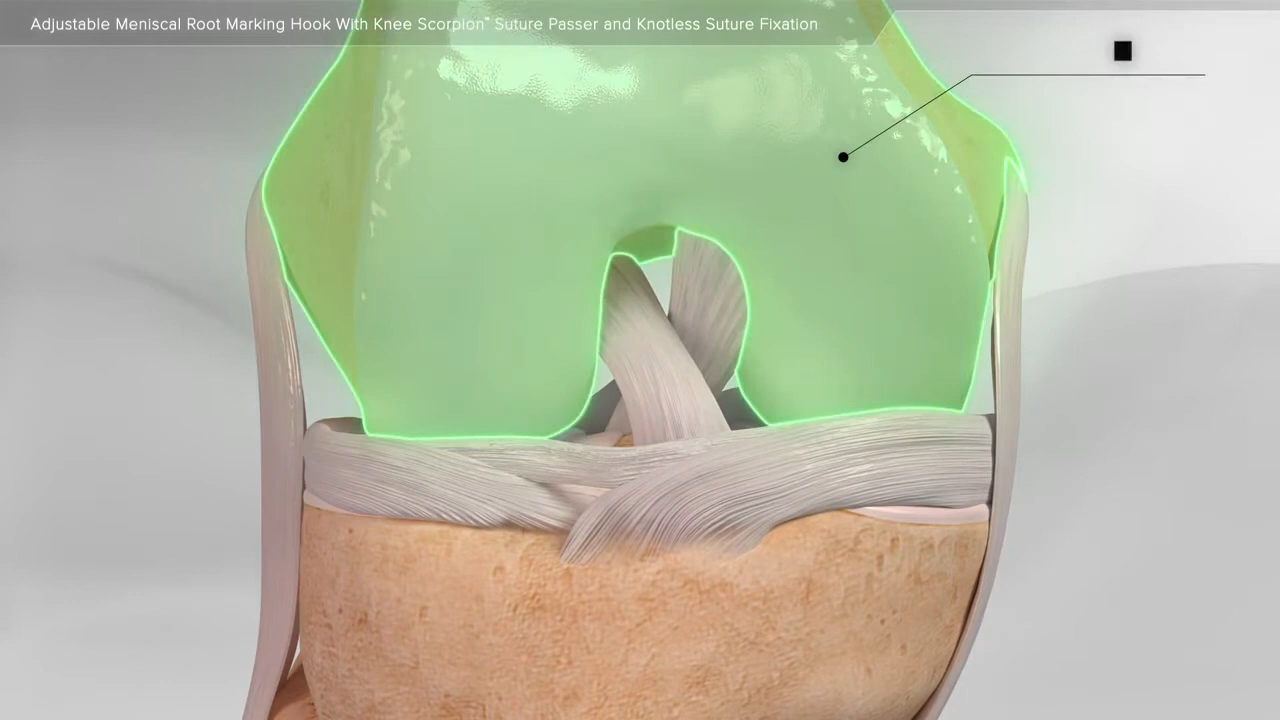 Adjustable Meniscal Root Marking Hook With Knee Scorpion™ Suture Passer and Knotless Suture Fixation